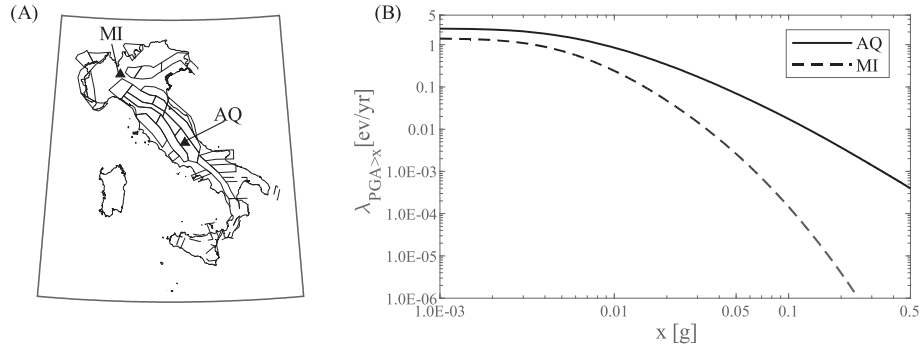 (A)
MI
AQ
(B)
5
1
0.1
0.01
1.0E-03
1.0E-04
1.0E-05
1.0E-06
λPGA>x [ev/yr]
AQ
MI
1.0E-03
0.01
0.05
0.1
0.5
x [g]